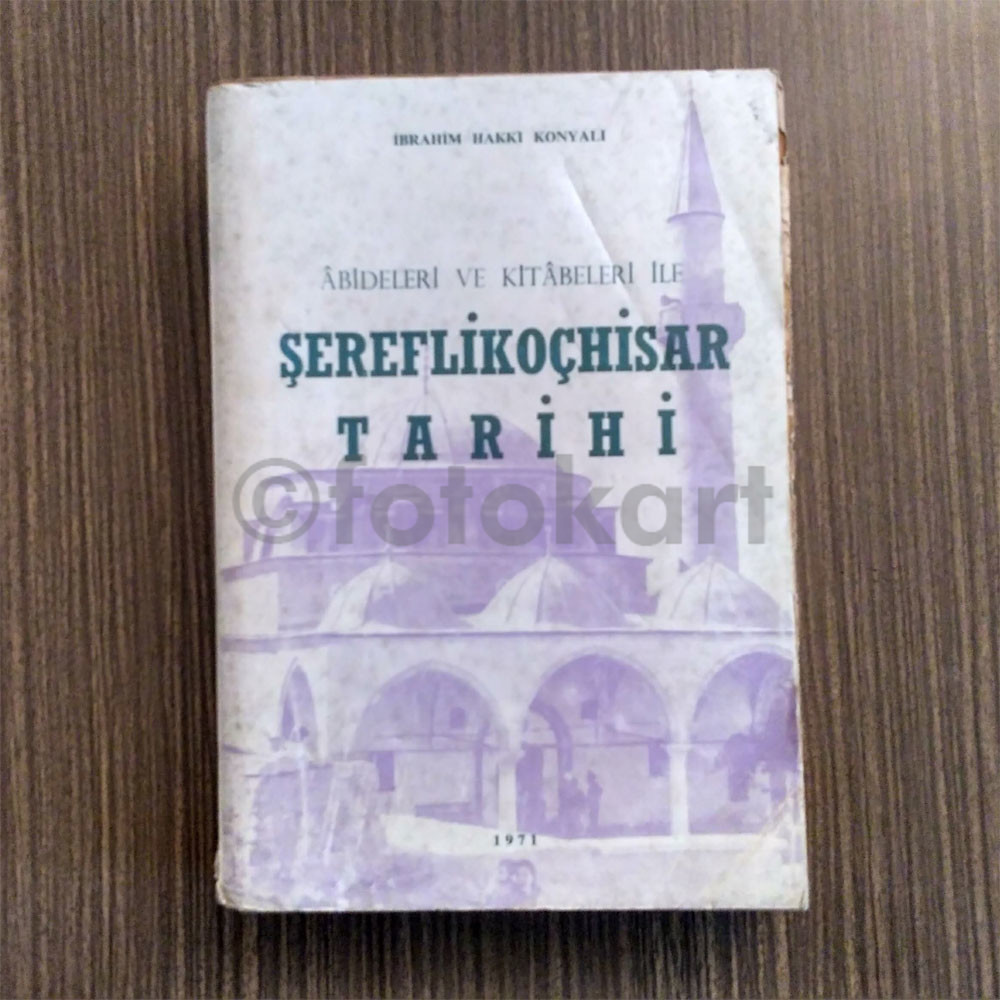 İBRAHİM HAKKI KONYALI
ÂBİDELERİ VE KİTÂBELERİ İLE
ŞEREFLİKOÇHİSAR
TARİHİ
©fotokart
1971